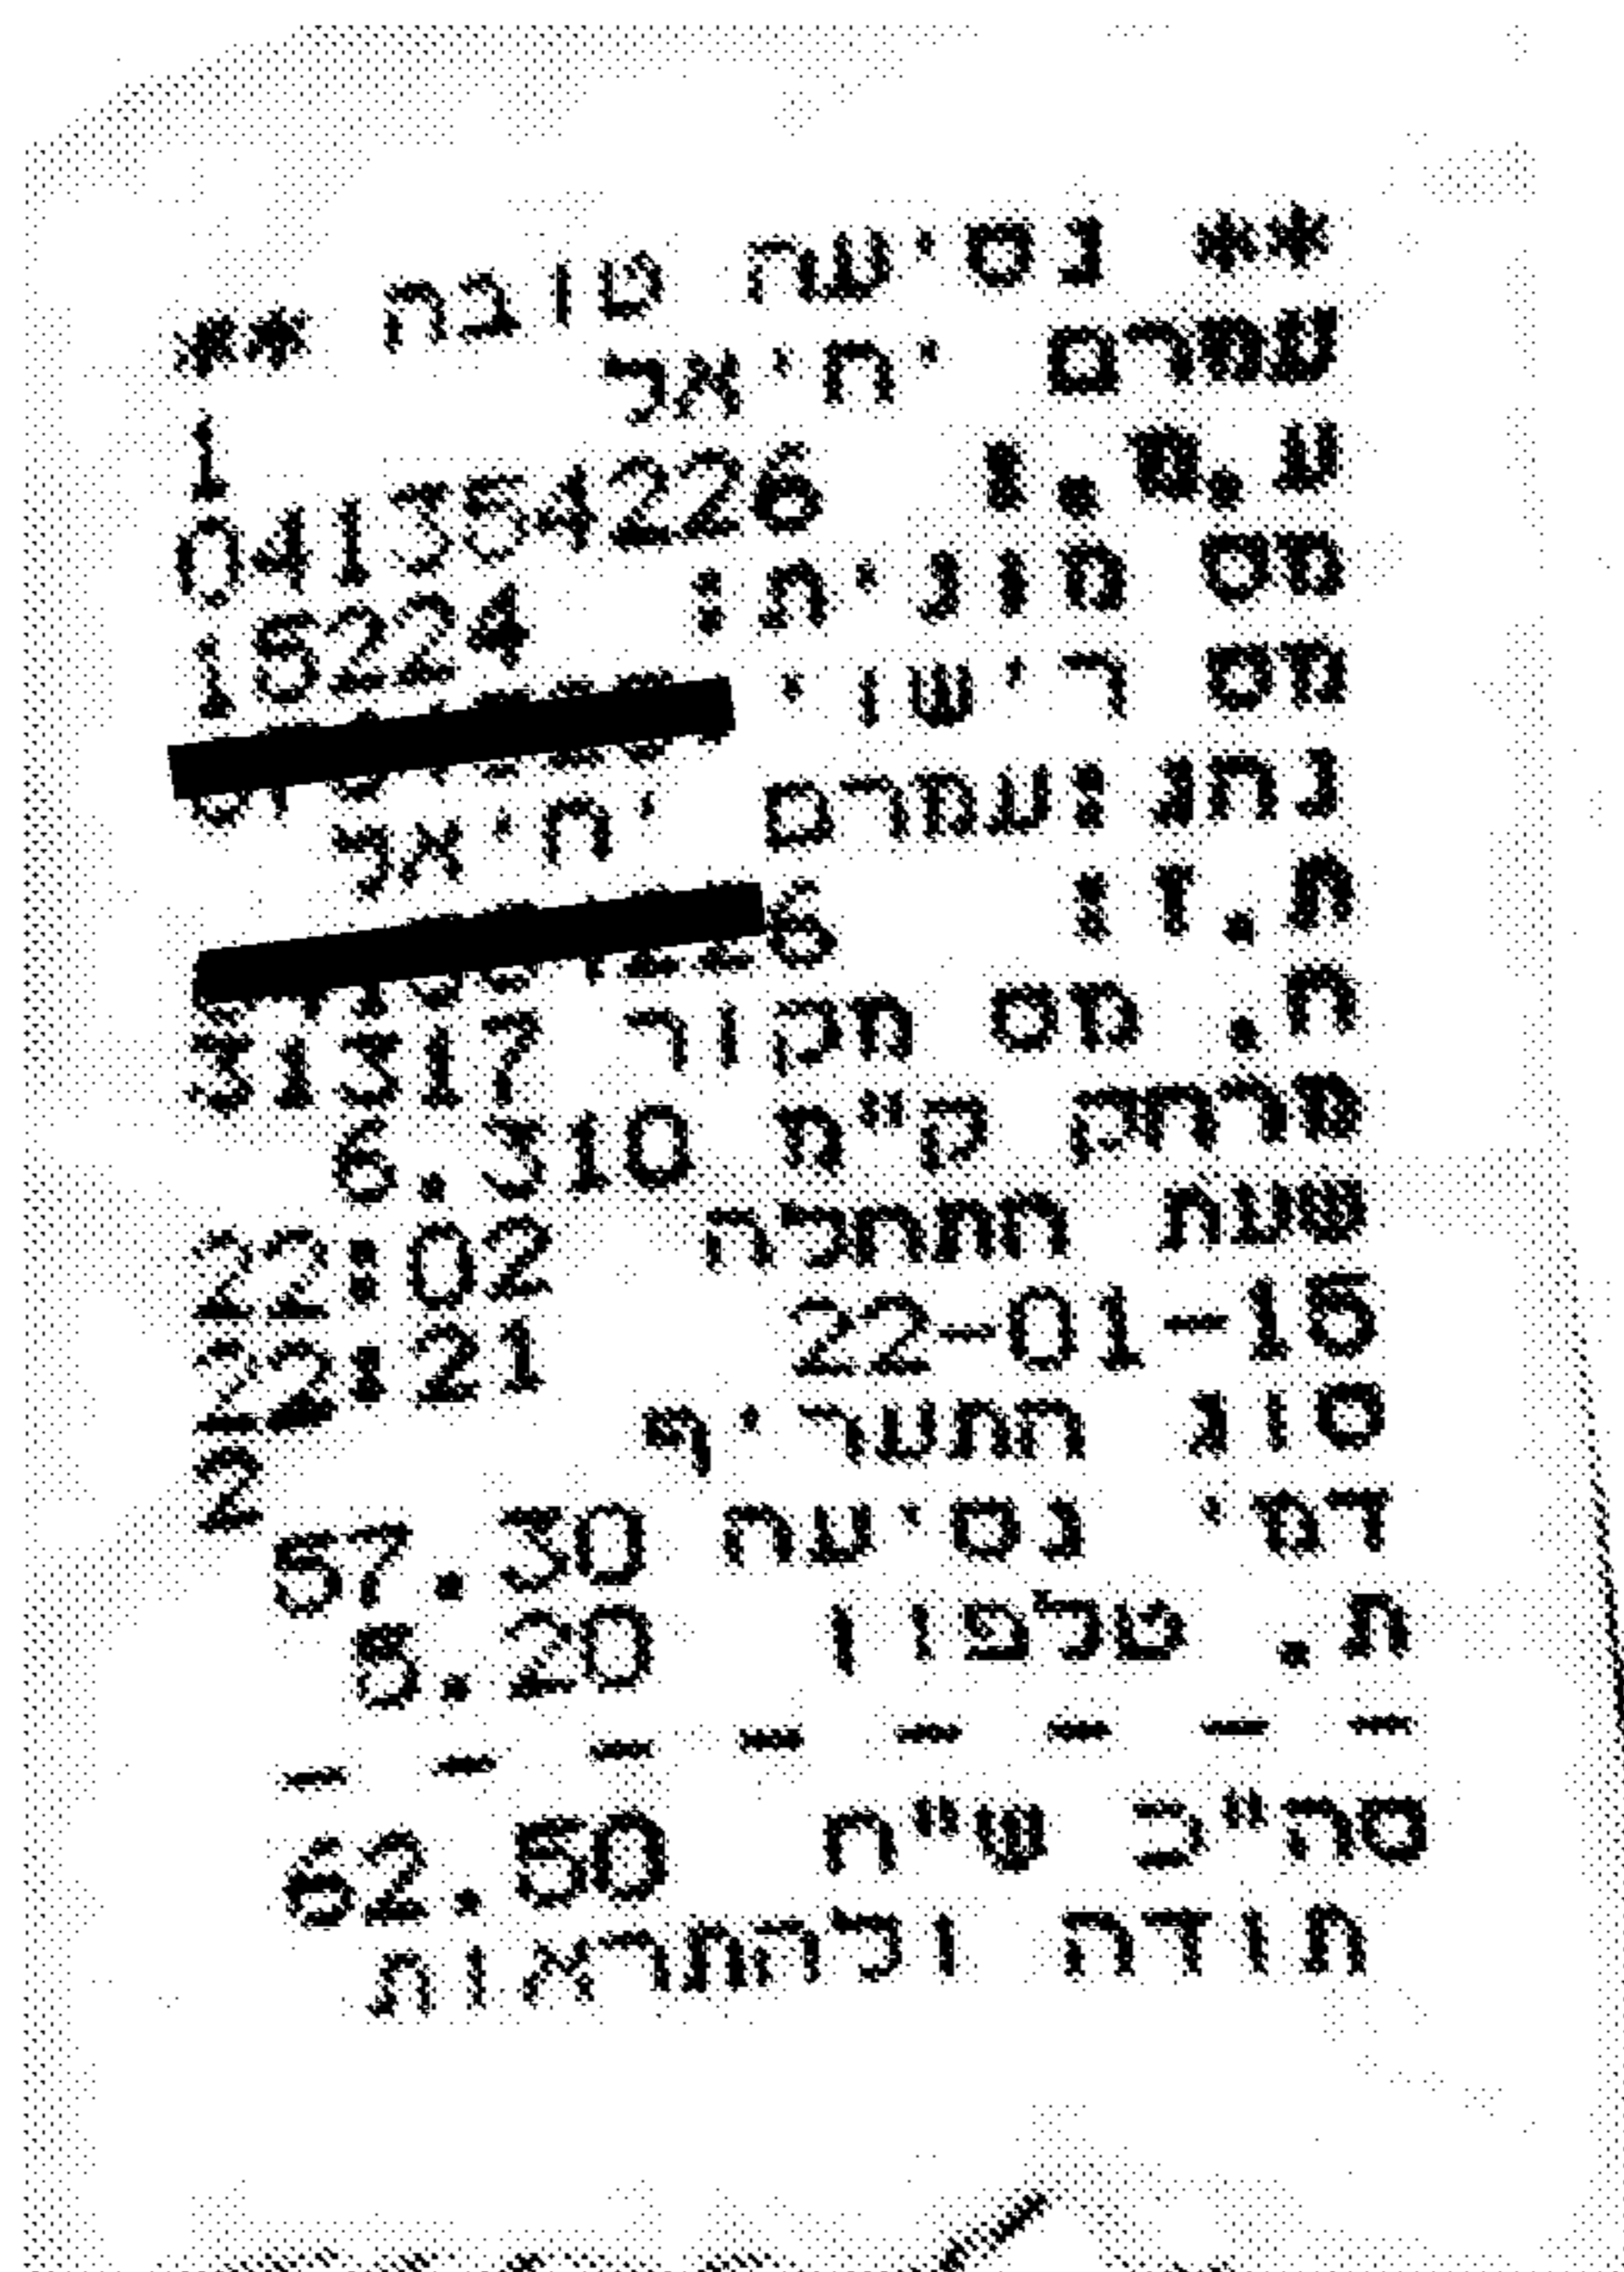 ** נסיעה טובה **
עמרם יחיאל 1
ע.מ.: 041354226
מס מונית: 15224
מס רישוי
נהג:עמרם יחיאל
ת.ז:
ח. מס מקור 31317
מרחק ק"מ 6.310
שעת התחלה 22:02
22-01-15 22:21
סוג התעריף 2
דמי נסיעה 57.30
ת. טלפון 5.20
- - - - - - - -
סה"כ ש"ח 62.50
תודה ולהתראות